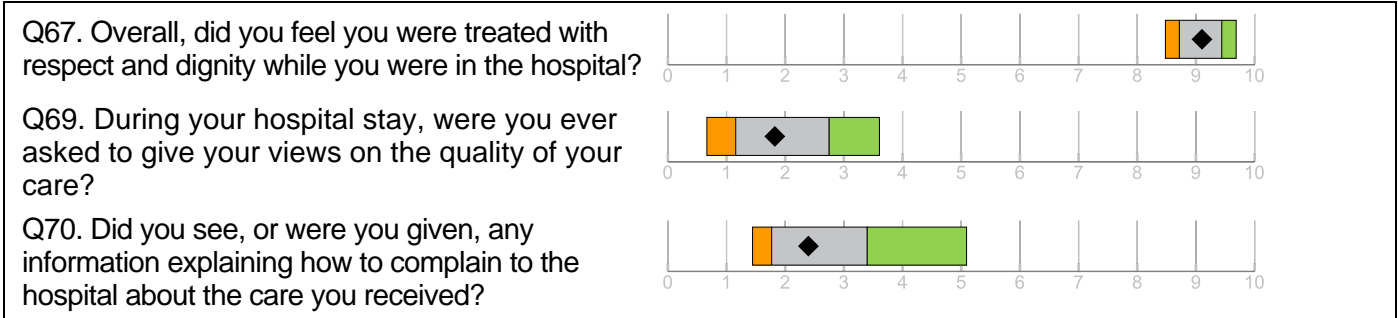 Q67. Overall, did you feel you were treated with
respect and dignity while you were in the hospital?
0 1 2 3 4 5 6 7 8 9 10
Q69. During your hospital stay, were you ever
asked to give your views on the quality of your
care?
0 1 2 3 4 5 6 7 8 9 10
Q70. Did you see, or were you given, any
information explaining how to complain to the
hospital about the care you received?
0 1 2 3 4 5 6 7 8 9 10